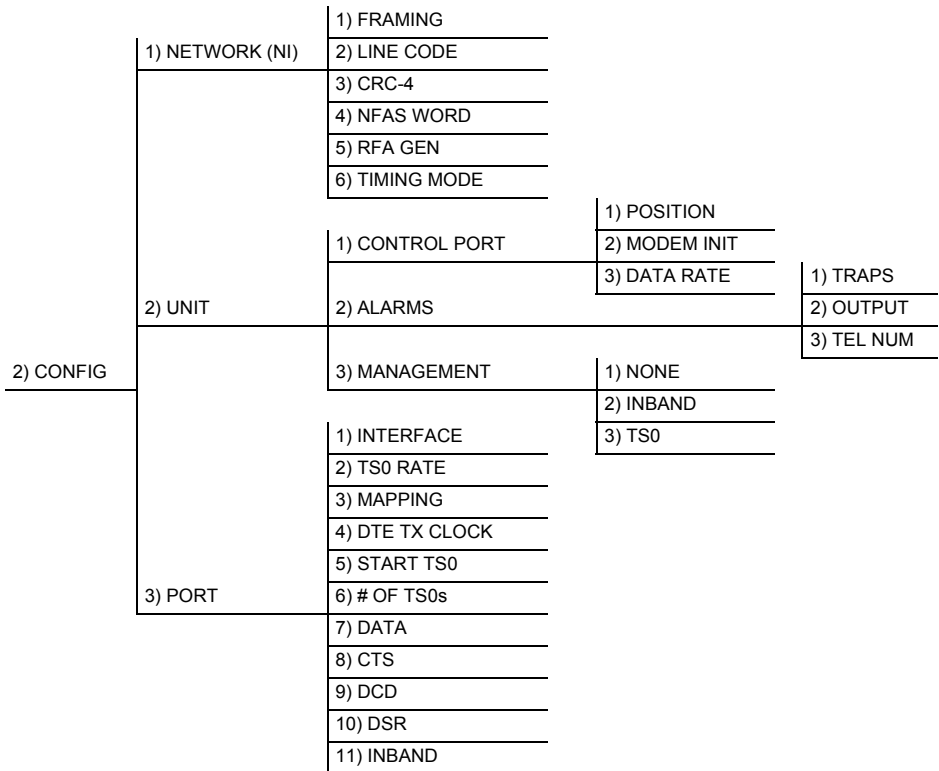 1) FRAMING
1) NETWORK (NI)
2) LINE CODE
3) CRC-4
4) NFAS WORD
5) RFA GEN
6) TIMING MODE
1) POSITION
1) CONTROL PORT
2) MODEM INIT
3) DATA RATE
1) TRAPS
2) UNIT
2) ALARMS
2) OUTPUT
3) TEL NUM
2) CONFIG
3) MANAGEMENT
1) NONE
2) INBAND
1) INTERFACE
3) TS0
2) TS0 RATE
3) MAPPING
4) DTE TX CLOCK
5) START TS0
3) PORT
6) # OF TS0s
7) DATA
8) CTS
9) DCD
10) DSR
11) INBAND